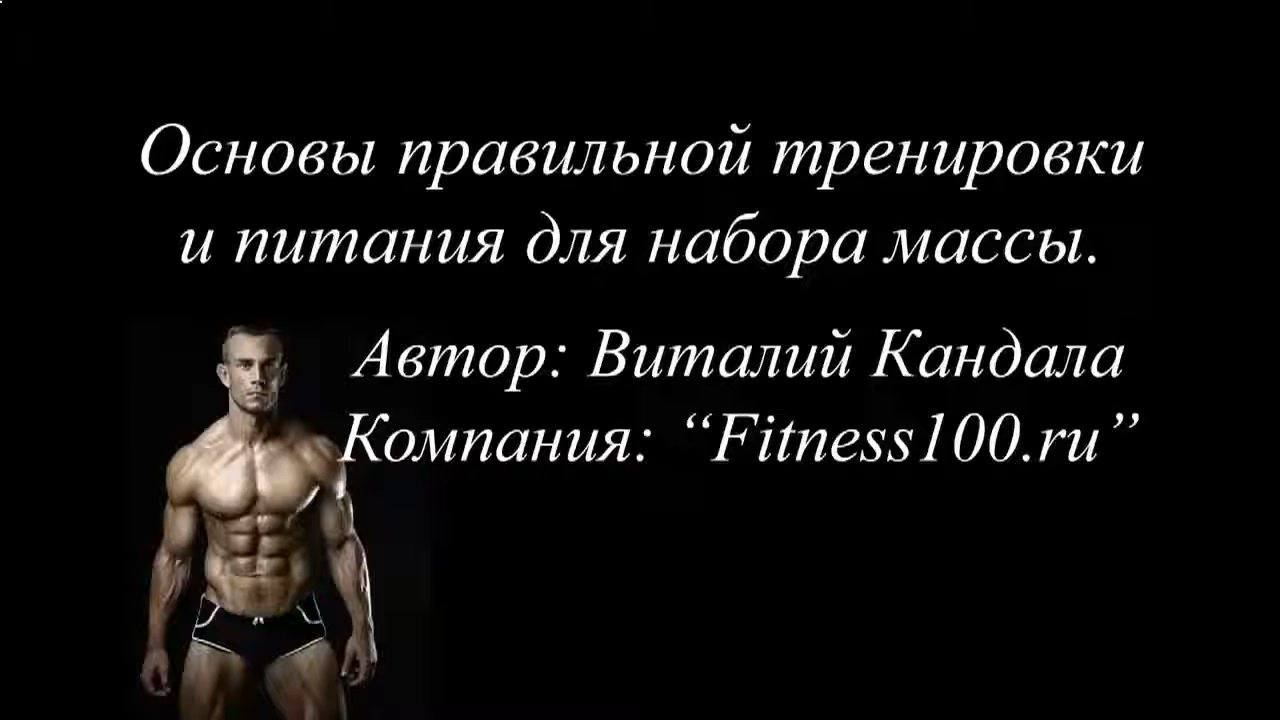 Основы правильной тренировки
и питания для набора массы.
Автор: Виталий Кандала
Компания: “Fitness100.ru”